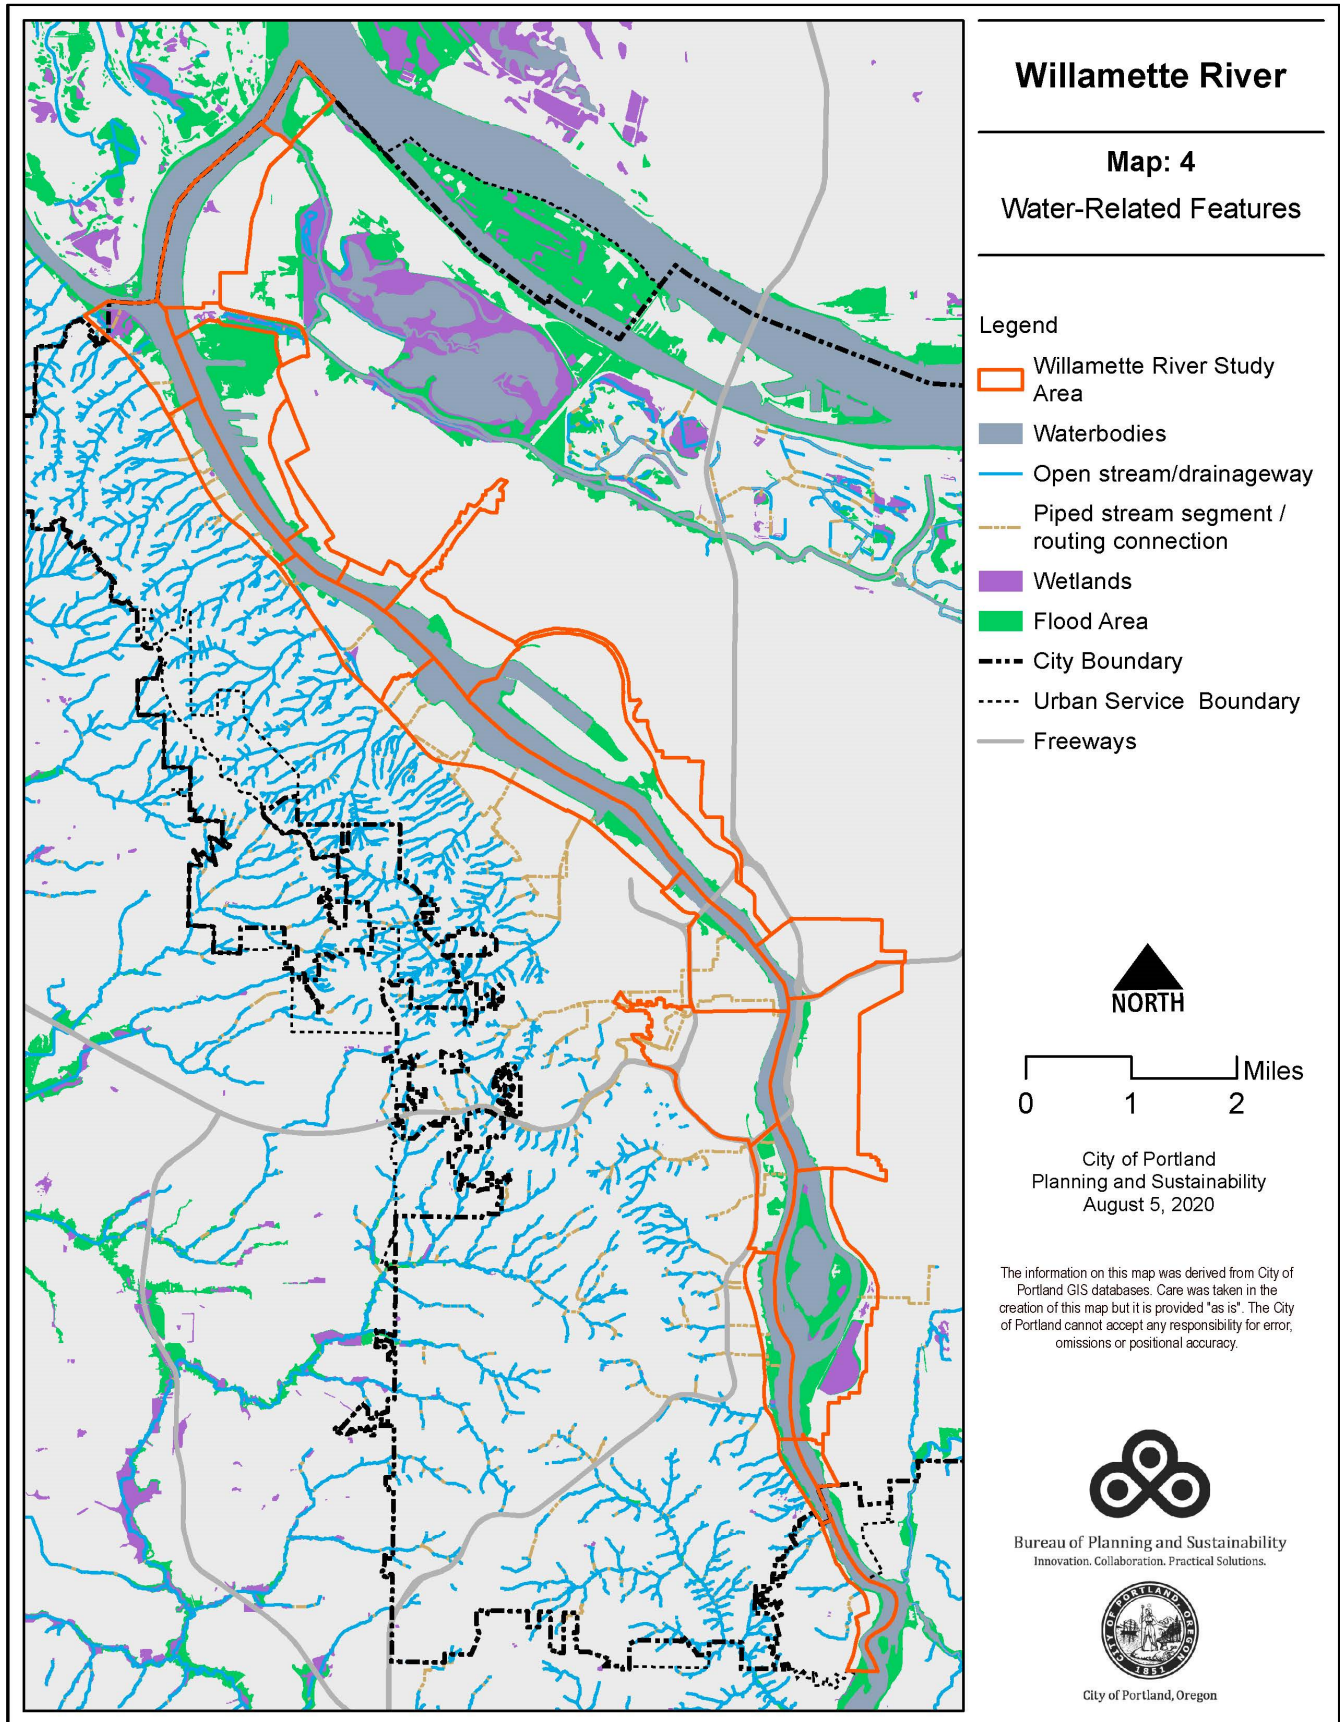 Willamette River
Map: 4
Water-Related Features
Legend
Willamette River Study
Area
Waterbodies
Open stream/drainageway
Piped stream segment /
routing connection
Wetlands
Flood Area
City Boundary
Urban Service Boundary
Freeways
NORTH
Miles
0 1 2
City of Portland
Planning and Sustainability
August 5, 2020
The information on this map was derived from City of
Portland GIS databases. Care was taken in the
creation of this map but it is provided "as is". The City
of Portland cannot accept any responsibility for error,
omissions or positional accuracy.
Bureau of Planning and Sustainability
Innovation. Collaboration. Practical Solutions.
CITY OF PORTLAND, OREGON
1851
City of Portland, Oregon